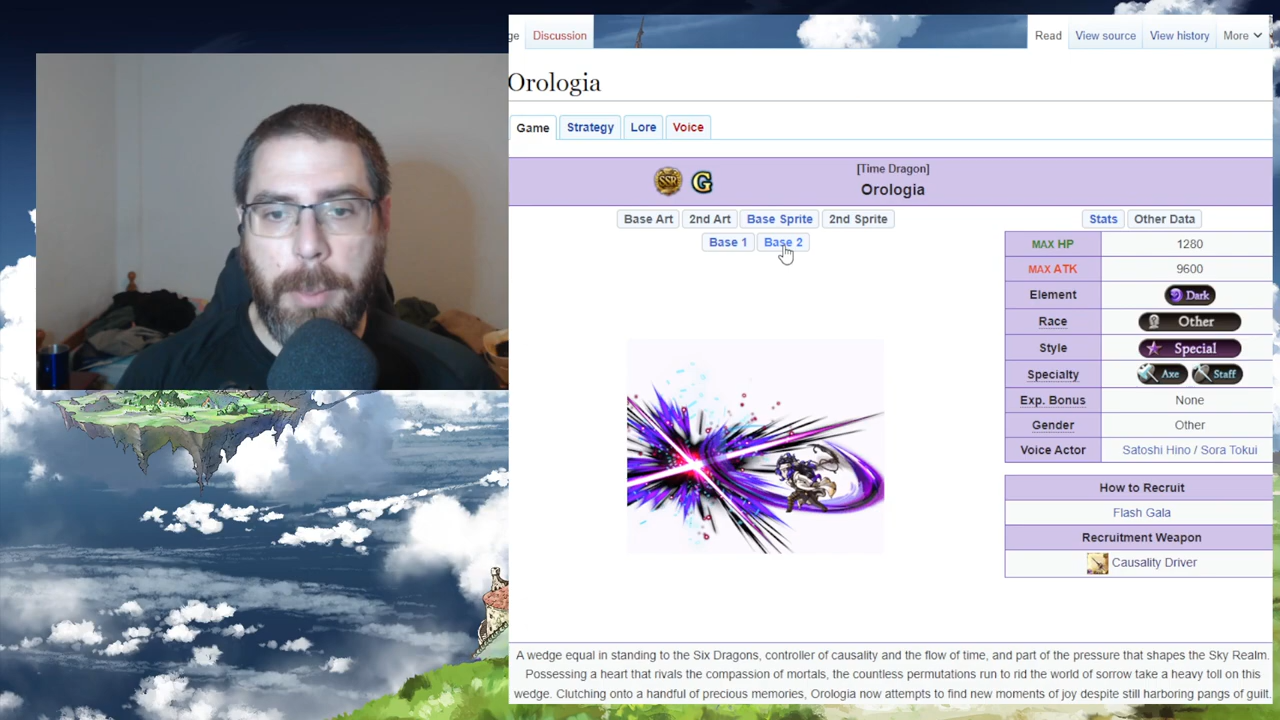 ge Discussion Read View source View history More
Orologia
Game Strategy Lore Voice
SSR G
[Time Dragon]
Orologia
Base Art 2nd Art Base Sprite 2nd Sprite
Base 1 Base 2
Stats Other Data
MAX HP 1280
MAX ATK 9600
Element Dark
Race Other
Style Special
Specialty Axe Staff
Exp. Bonus None
Gender Other
Voice Actor Satoshi Hino / Sora Tokui
How to Recruit
Flash Gala
Recruitment Weapon
Causality Driver
A wedge equal in standing to the Six Dragons, controller of causality and the flow of time, and part of the pressure that shapes the Sky Realm.
Possessing a heart that rivals the compassion of mortals, the countless permutations run to rid the world of sorrow take a heavy toll on this
wedge. Clutching onto a handful of precious memories, Orologia now attempts to find new moments of joy despite still harboring pangs of guilt.